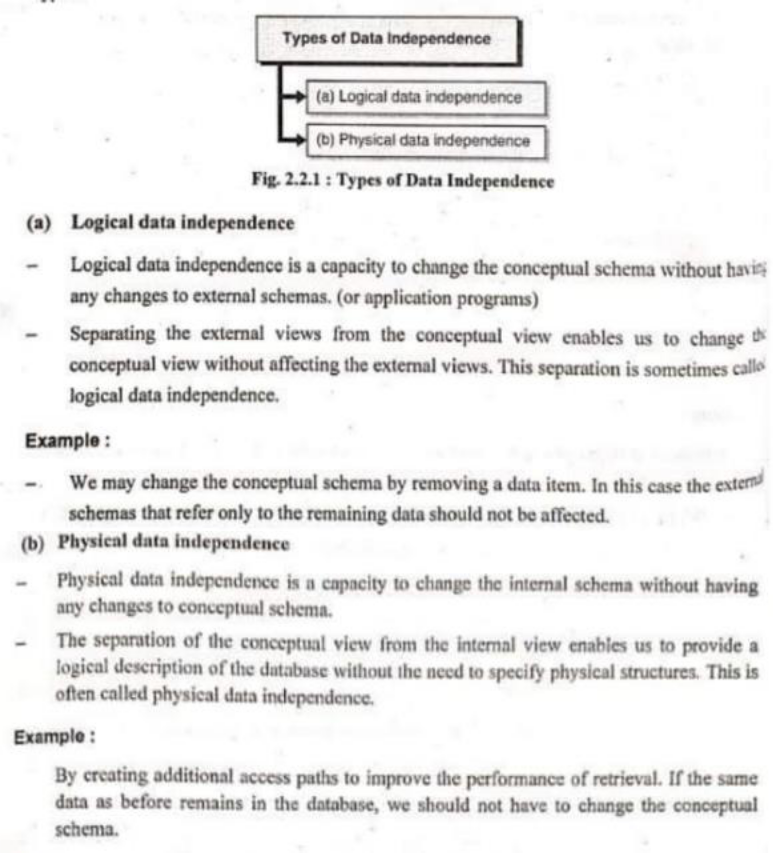 Types of Data Independence
(a) Logical data independence
(b) Physical data independence
Fig. 2.2.1 : Types of Data Independence
(a) Logical data independence
– Logical data independence is a capacity to change the conceptual schema without having
any changes to external schemas. (or application programs)
– Separating the external views from the conceptual view enables us to change the
conceptual view without affecting the external views. This separation is sometimes called
logical data independence.
Example :
– We may change the conceptual schema by removing a data item. In this case the external
schemas that refer only to the remaining data should not be affected.
(b) Physical data independence
– Physical data independence is a capacity to change the internal schema without having
any changes to conceptual schema.
– The separation of the conceptual view from the internal view enables us to provide a
logical description of the database without the need to specify physical structures. This is
often called physical data independence.
Example :
By creating additional access paths to improve the performance of retrieval. If the same
data as before remains in the database, we should not have to change the conceptual
schema.